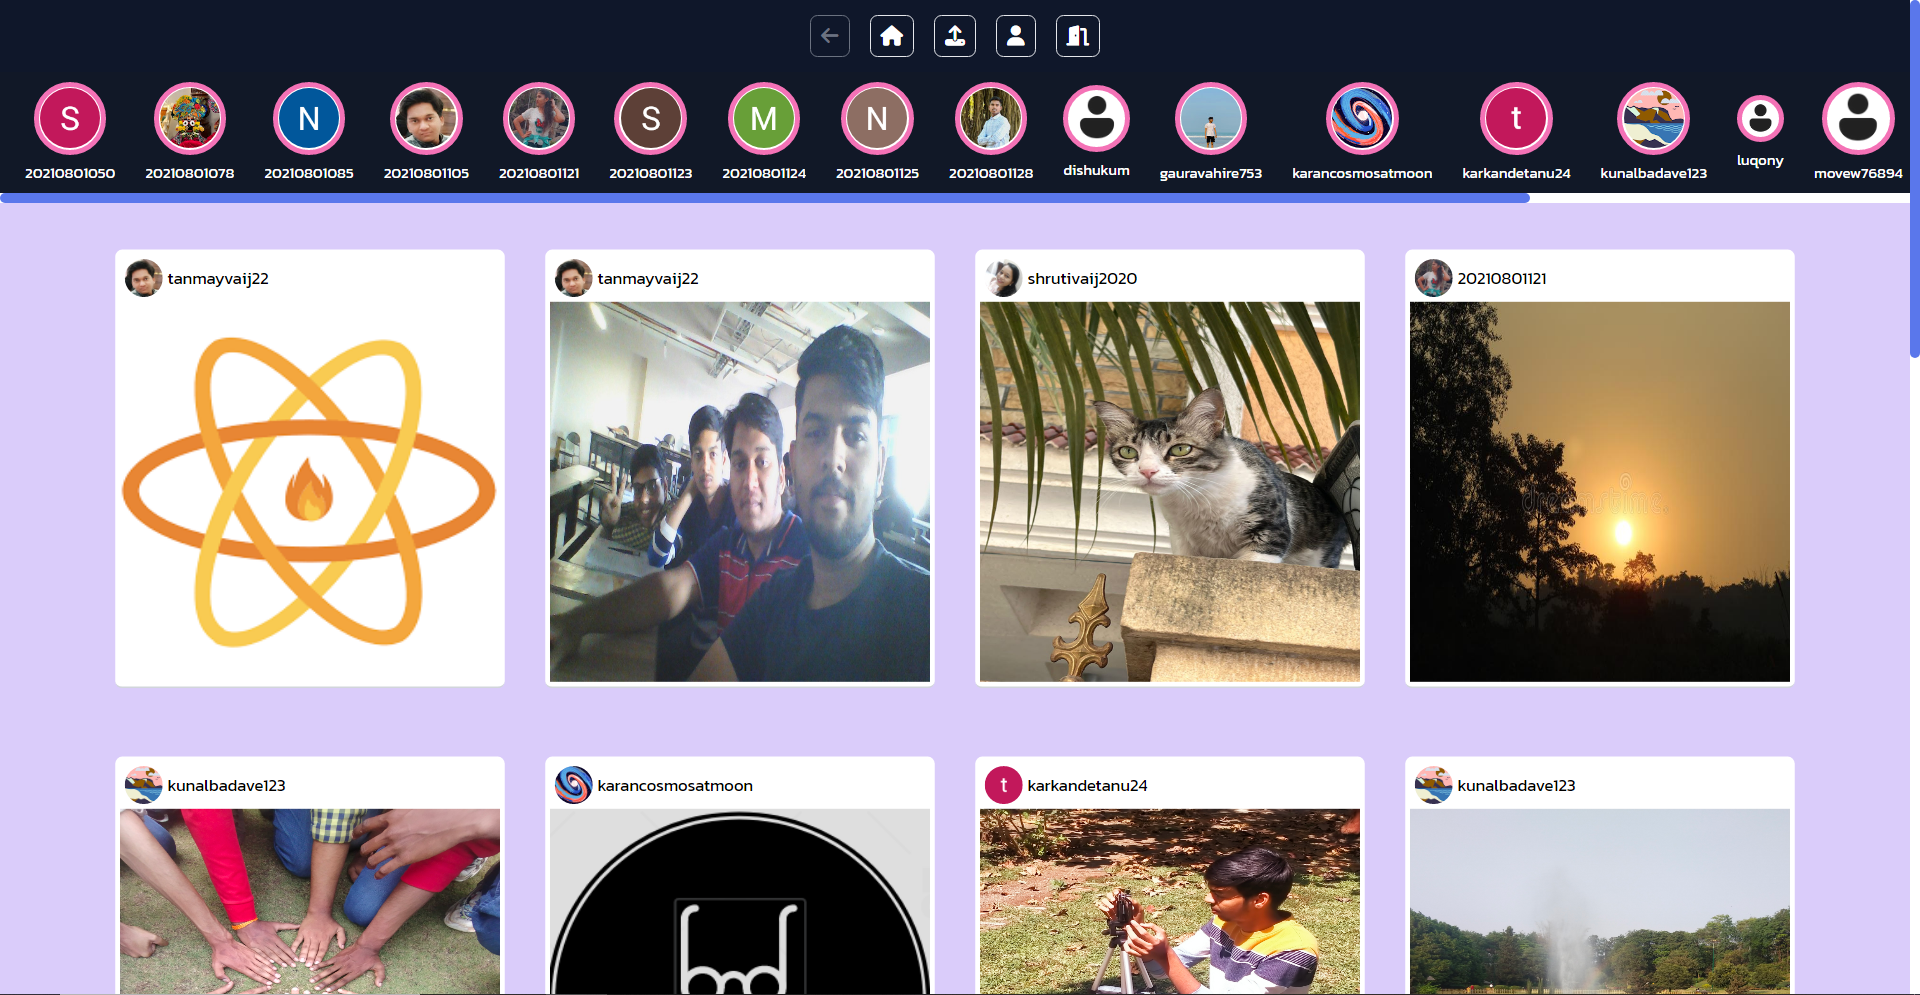 S
N
S
M
N
t
20210801050
20210801078
20210801085
20210801105
20210801121
20210801123
20210801124
20210801125
20210801128
dishukum
gauravahire753
karancosmosatmoon
karkandetanu24
kunalbadave123
luqony
movew76894
tanmayvaij22
tanmayvaij22
shrutivaij2020
20210801121
dreamstime.
kunalbadave123
karancosmosatmoon
t
karkandetanu24
kunalbadave123